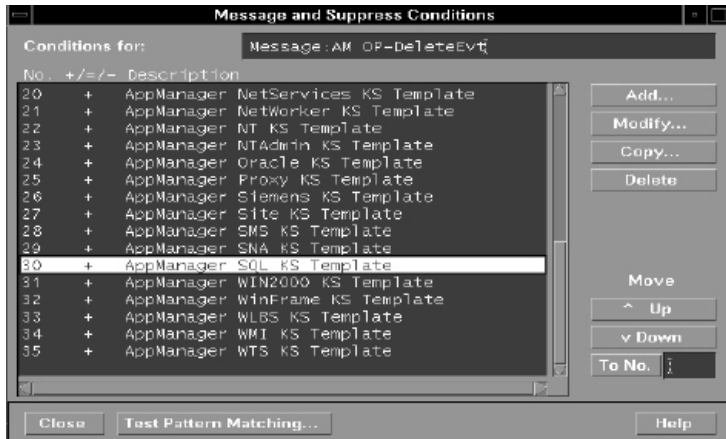 Message and Suppress Conditions
Conditions for: Message:AM OP-DeleteEvt
No. +/=/- Description
20 + AppManager NetServices KS Template
21 + AppManager NetWorker KS Template
22 + AppManager NT KS Template
23 + AppManager NTAdmin KS Template
24 + AppManager Oracle KS Template
25 + AppManager Proxy KS Template
26 + AppManager Siemens KS Template
27 + AppManager Site KS Template
28 + AppManager SMS KS Template
29 + AppManager SNA KS Template
30 + AppManager SQL KS Template
31 + AppManager WIN2000 KS Template
32 + AppManager WinFrame KS Template
33 + AppManager WLBS KS Template
34 + AppManager WMI KS Template
35 + AppManager WTS KS Template
Add...
Modify...
Copy...
Delete
Move
^ Up
v Down
To No.
Close Test Pattern Matching... Help